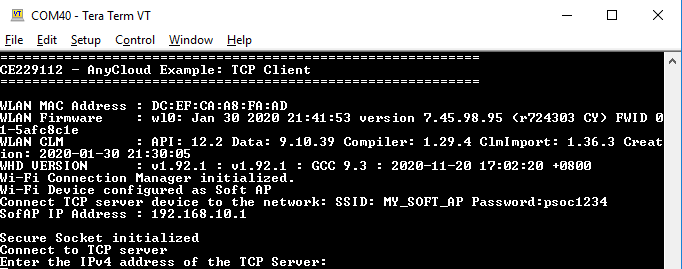 COM40 - Tera Term VT
File Edit Setup Control Window Help
============================================================
CE229112 - AnyCloud Example: TCP Client
============================================================
WLAN MAC Address : DC:EF:CA:A8:FA:AD
WLAN Firmware    : wl0: Jan 30 2020 21:41:53 version 7.45.98.95 (r724303 CY) FWID 0
1-5afc8c1e
WLAN CLM         : API: 12.2 Data: 9.10.39 Compiler: 1.29.4 ClmImport: 1.36.3 Creat
ion: 2020-01-30 21:30:05
WHD VERSION      : v1.92.1 : v1.92.1 : GCC 9.3 : 2020-11-20 17:02:20 +0800
Wi-Fi Connection Manager initialized.
Wi-Fi Device configured as Soft AP
Connect TCP server device to the network: SSID: MY_SOFT_AP Password:psoc1234
SofAP IP Address : 192.168.10.1
Secure Socket initialized
Connect to TCP server
Enter the IPv4 address of the TCP Server: